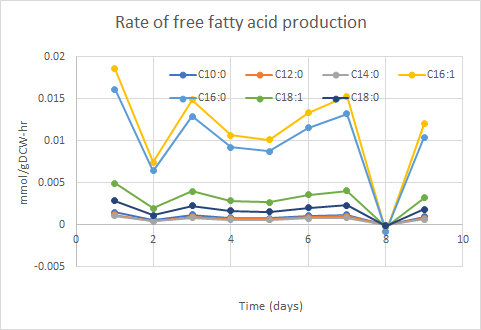 Rate of free fatty acid production
0.02
C10:0 C12:0 C14:0 C16:1
0.015
C16:0 C18:1 C18:0
0.01
0.005
0
0 2 4 6 8 10
-0.005
mmol/gDCW-hr
Time (days)